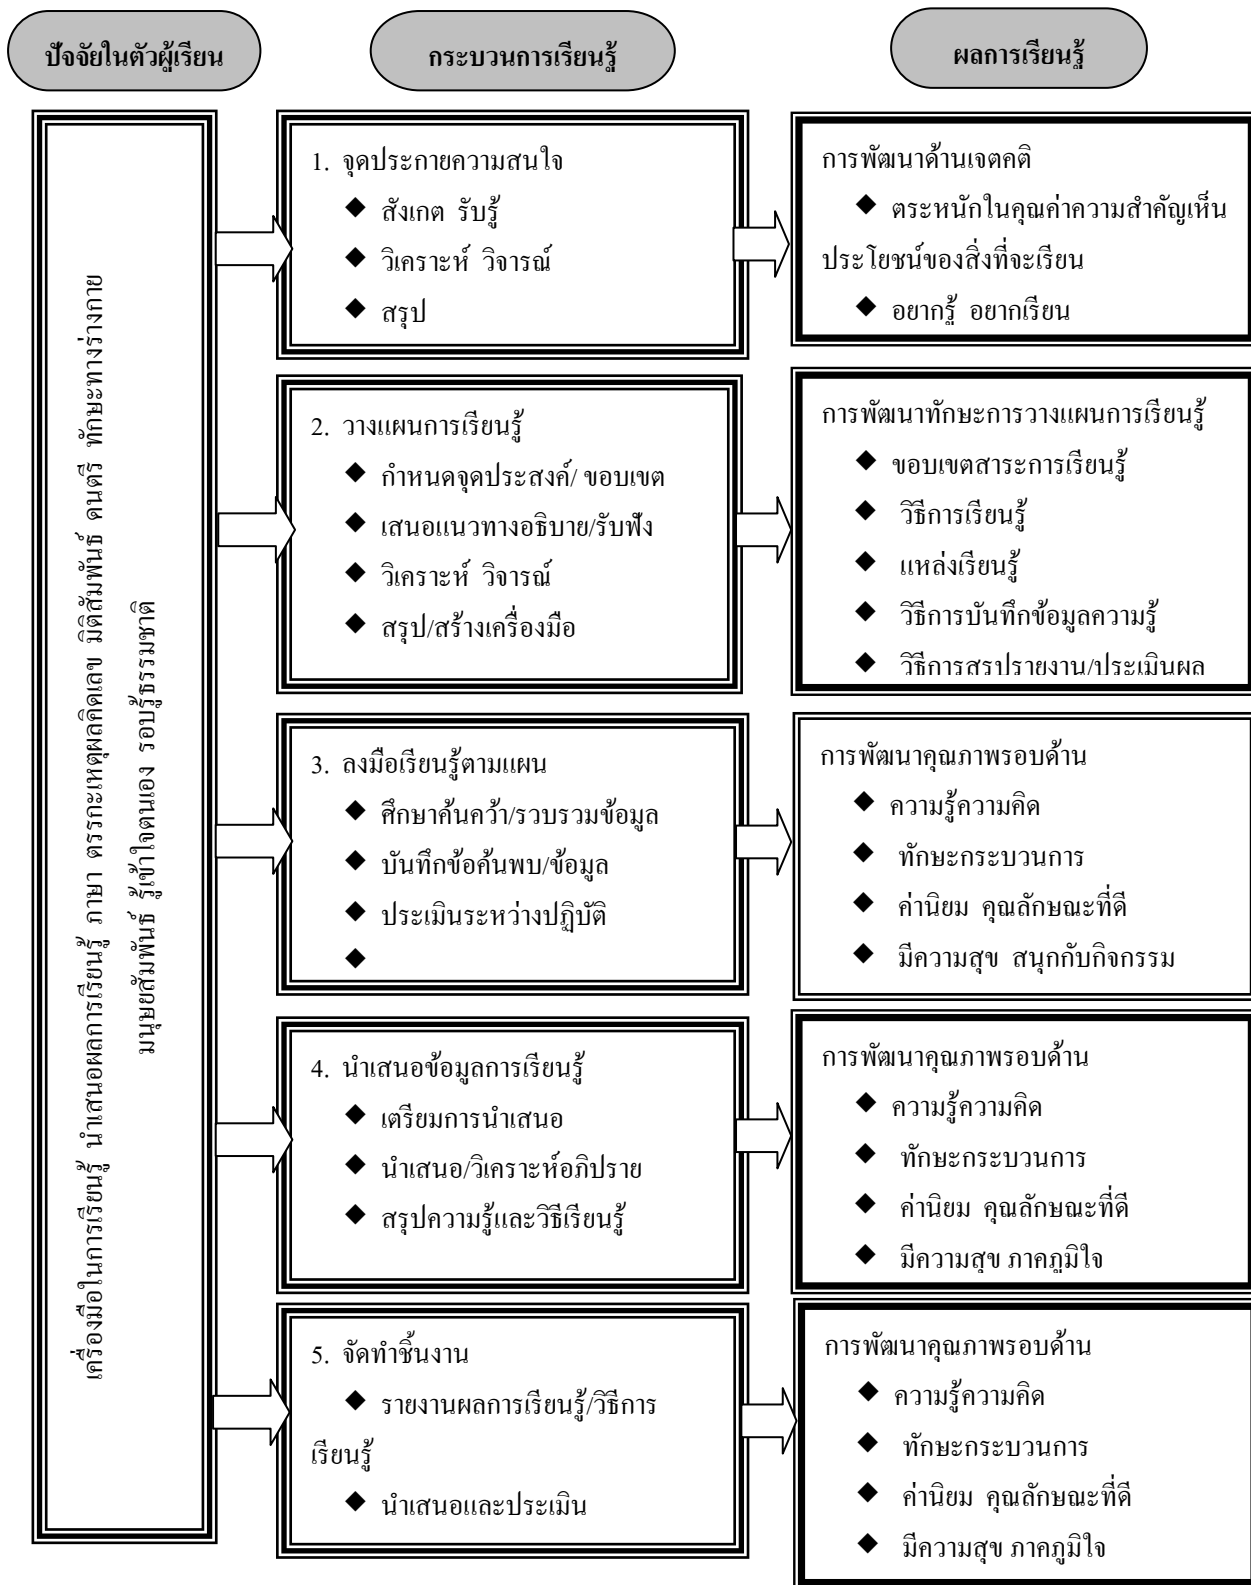 ปัจจัยในตัวผู้เรียน
กระบวนการเรียนรู้
ผลการเรียนรู้
เครื่องมือในการเรียนรู้ นำเสนอผลการเรียนรู้ ภาษา ตรรกะเหตุผลคิดเลข มิติสัมพันธ์ ดนตรี ทักษะทางร่างกาย
มนุษยสัมพันธ์ รู้เข้าใจตนเอง รอบรู้ธรรมชาติ
1. จุดประกายความสนใจ
◆ สังเกต รับรู้
◆ วิเคราะห์ วิจารณ์
◆ สรุป
การพัฒนาด้านเจตคติ
◆ ตระหนักในคุณค่าความสำคัญเห็น
ประโยชน์ของสิ่งที่จะเรียน
◆ อยากรู้ อยากเรียน
2. วางแผนการเรียนรู้
◆ กำหนดจุดประสงค์/ ขอบเขต
◆ เสนอแนวทางอธิบาย/รับฟัง
◆ วิเคราะห์ วิจารณ์
◆ สรุป/สร้างเครื่องมือ
การพัฒนาทักษะการวางแผนการเรียนรู้
◆ ขอบเขตสาระการเรียนรู้
◆ วิธีการเรียนรู้
◆ แหล่งเรียนรู้
◆ วิธีการบันทึกข้อมูลความรู้
◆ วิธีการสรุปรายงาน/ประเมินผล
3. ลงมือเรียนรู้ตามแผน
◆ ศึกษาค้นคว้า/รวบรวมข้อมูล
◆ บันทึกข้อค้นพบ/ข้อมูล
◆ ประเมินระหว่างปฏิบัติ
◆
การพัฒนาคุณภาพรอบด้าน
◆ ความรู้ความคิด
◆ ทักษะกระบวนการ
◆ ค่านิยม คุณลักษณะที่ดี
◆ มีความสุข สนุกกับกิจกรรม
4. นำเสนอข้อมูลการเรียนรู้
◆ เตรียมการนำเสนอ
◆ นำเสนอ/วิเคราะห์อภิปราย
◆ สรุปความรู้และวิธีเรียนรู้
การพัฒนาคุณภาพรอบด้าน
◆ ความรู้ความคิด
◆ ทักษะกระบวนการ
◆ ค่านิยม คุณลักษณะที่ดี
◆ มีความสุข ภาคภูมิใจ
5. จัดทำชิ้นงาน
◆ รายงานผลการเรียนรู้/วิธีการ
เรียนรู้
◆ นำเสนอและประเมิน
การพัฒนาคุณภาพรอบด้าน
◆ ความรู้ความคิด
◆ ทักษะกระบวนการ
◆ ค่านิยม คุณลักษณะที่ดี
◆ มีความสุข ภาคภูมิใจ